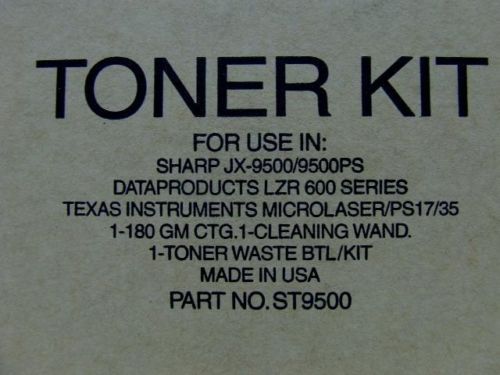 TONER KIT
FOR USE IN:
SHARP JX-9500/9500PS
DATAPRODUCTS LZR 600 SERIES
TEXAS INSTRUMENTS MICROLASER/PS17/35
1-180 GM CTG.1-CLEANING WAND.
1-TONER WASTE BTL/KIT
MADE IN USA
PART NO. ST9500